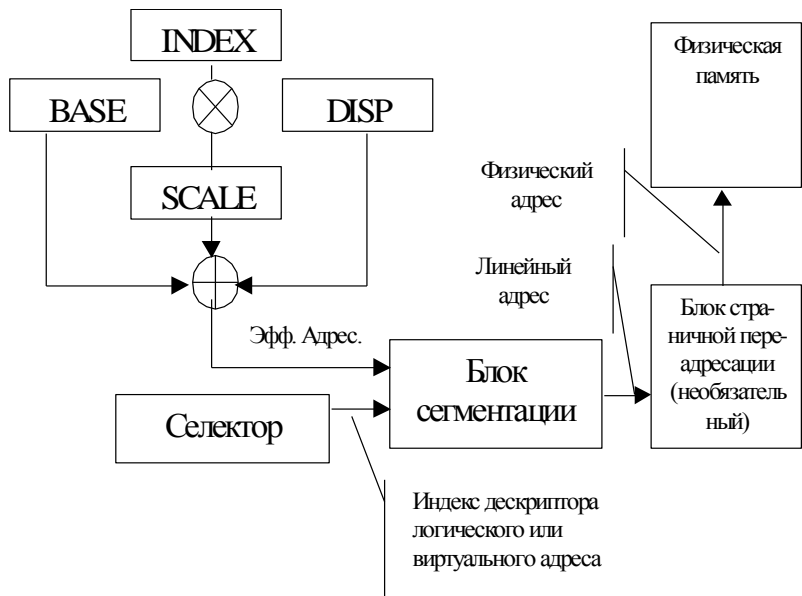 INDEX
BASE
DISP
SCALE
Физическая
память
Физический
адрес
Линейный
адрес
Блок стра-
ничной пере-
адресации
(необязатель
ный)
Эфф. Адрес.
Блок
сегментации
Селектор
Индекс дескриптора
логического или
виртуального адреса